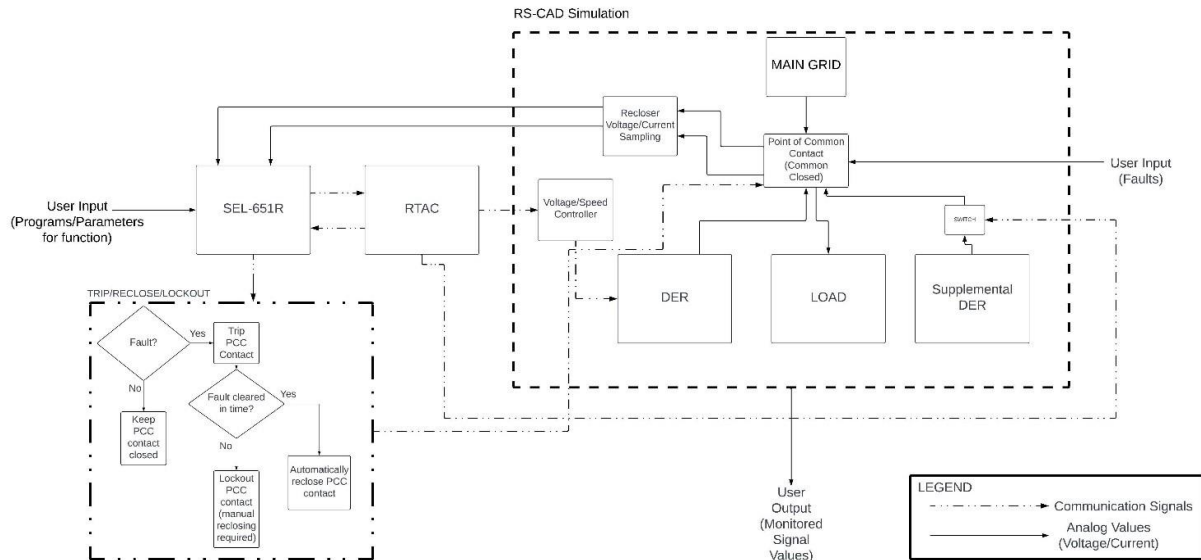 RS-CAD Simulation
MAIN GRID
Recloser
Voltage/Current
Sampling
Point of Common
Contact
(Common
Closed)
User Input
(Faults)
User Input
(Programs/Parameters
for function)
SEL-651R
RTAC
Voltage/Speed
Controller
SWITCH
DER
LOAD
Supplemental
DER
TRIP/RECLOSE/LOCKOUT
Fault?
Yes
Trip
PCC
Contact
No
Fault cleared
in time?
Yes
Keep
PCC
contact
closed
No
Lockout
PCC
contact
(manual
reclosing
required)
Automatically
reclose PCC
contact
User
Output
(Monitored
Signal
Values)
LEGEND
Communication Signals
Analog Values
(Voltage/Current)